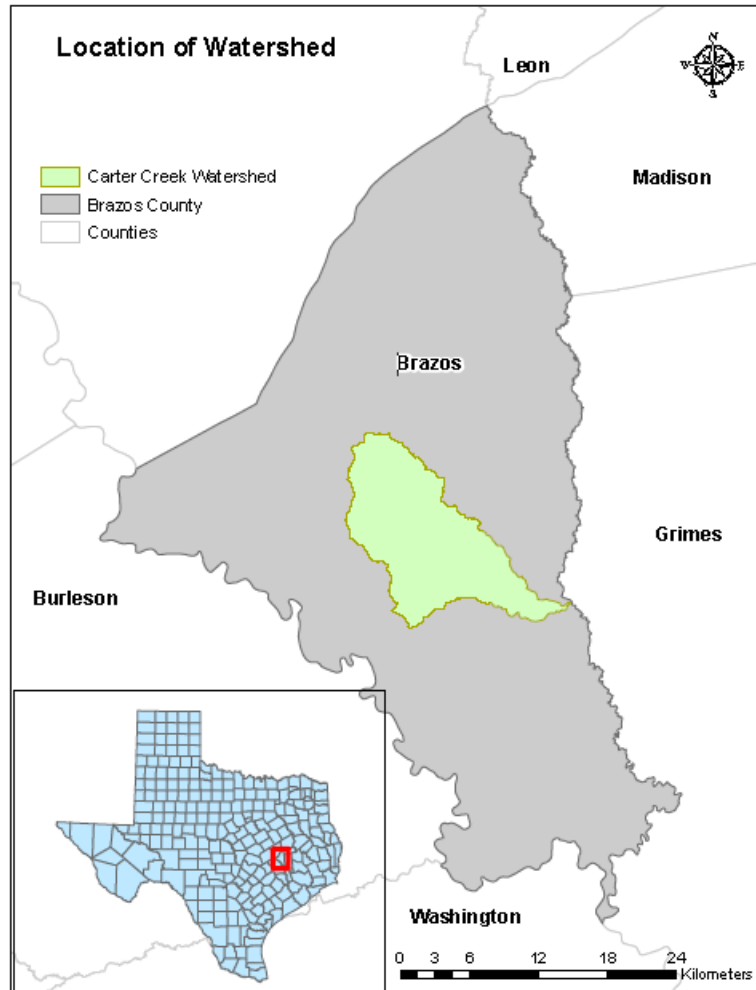 Location of Watershed
Leon
N
W E
S
Carter Creek Watershed
Madison
Brazos County
Counties
Brazos
Grimes
Burleson
Washington
0 3 6 12 18 24
Kilometers